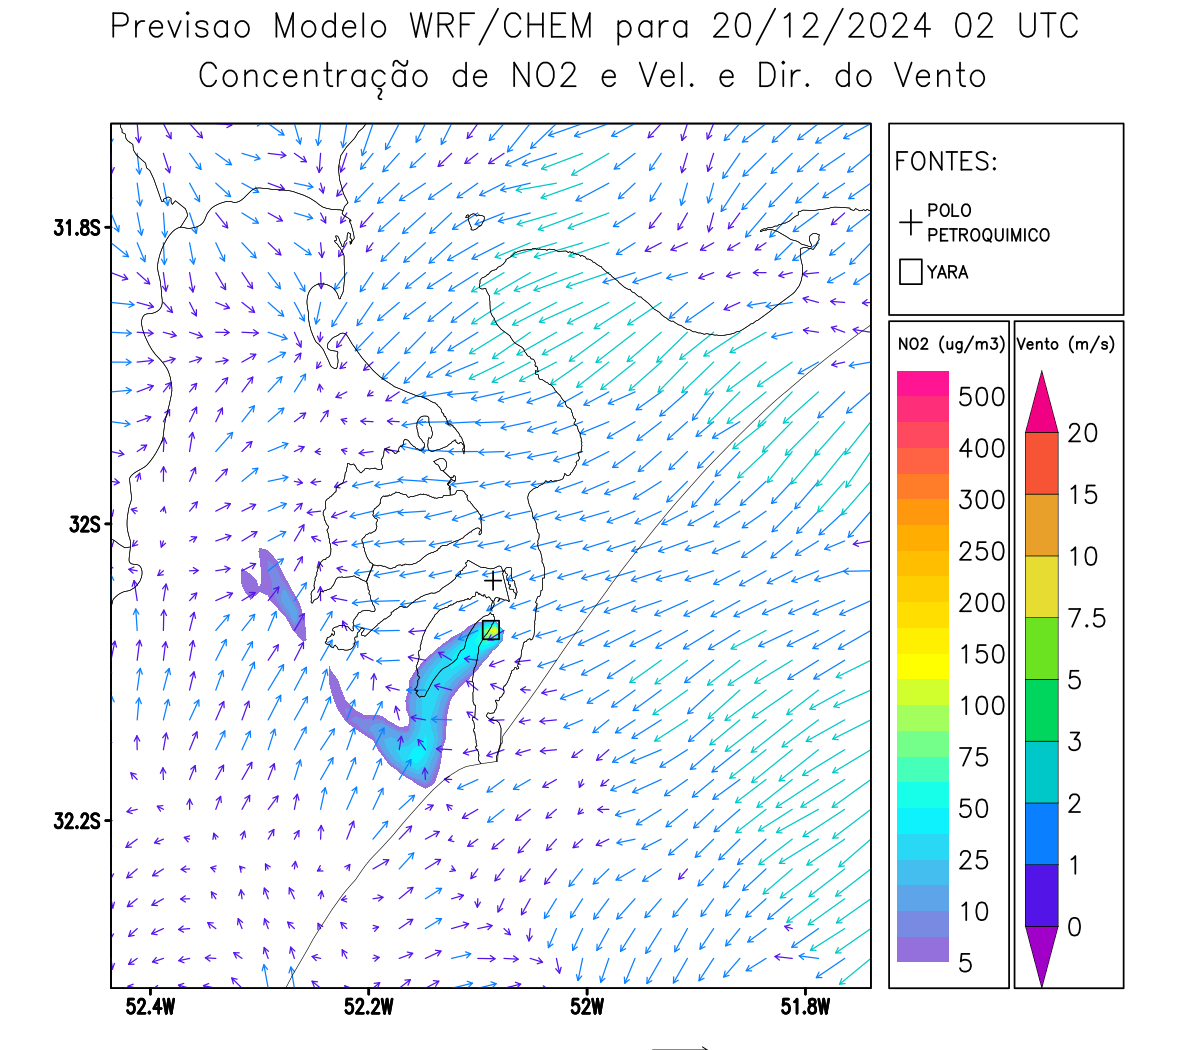 Previsao Modelo WRF/CHEM para 20/12/2024 02 UTC
Concentração de NO2 e Vel. e Dir. do Vento
FONTES:
POLO
PETROQUIMICO
YARA
NO2 (ug/m3)
500
400
300
250
200
150
100
75
50
25
10
5
Vento (m/s)
20
15
10
7.5
5
3
2
1
0
31.8S
32S
32.2S
52.4W
52.2W
52W
51.8W